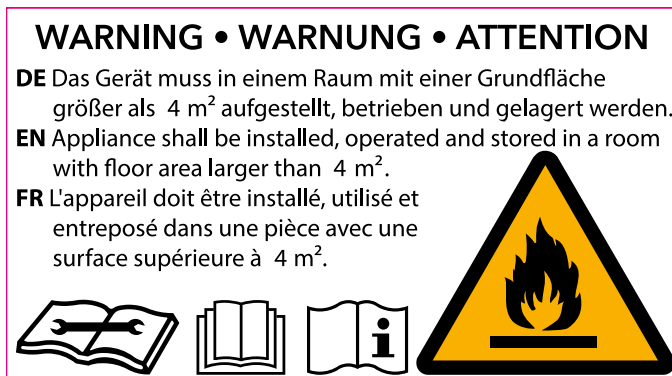 WARNING • WARNUNG • ATTENTION
DE Das Gerät muss in einem Raum mit einer Grundfläche
größer als 4 m² aufgestellt, betrieben und gelagert werden.
EN Appliance shall be installed, operated and stored in a room
with floor area larger than 4 m².
FR L'appareil doit être installé, utilisé et
entreposé dans une pièce avec une
surface supérieure à 4 m².
i